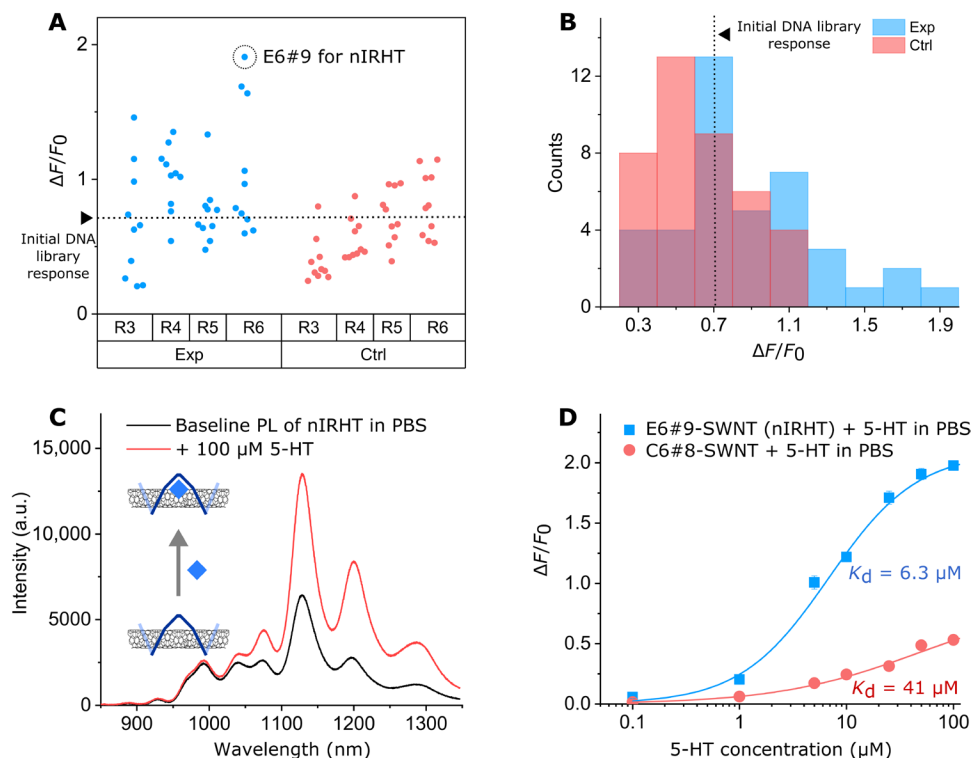 A
2
E6#9 for nIRHT
1
0
ΔF/F0
Initial DNA
library
response
R3 R4 R5 R6 R3 R4 R5 R6
Exp Ctrl
B
Initial DNA library
response
Exp
Ctrl
12
8
4
0
Counts
0.3 0.7 1.1 1.5 1.9
ΔF/F0
C
Baseline PL of nIRHT in PBS
+ 100 μM 5-HT
15,000
10,000
5000
0
Intensity (a.u.)
900 1000 1100 1200 1300
Wavelength (nm)
D
E6#9-SWNT (nIRHT) + 5-HT in PBS
C6#8-SWNT + 5-HT in PBS
2.0
1.5
1.0
0.5
0.0
ΔF/F0
Kd = 6.3 μM
Kd = 41 μM
0.1 1 10 100
5-HT concentration (μM)